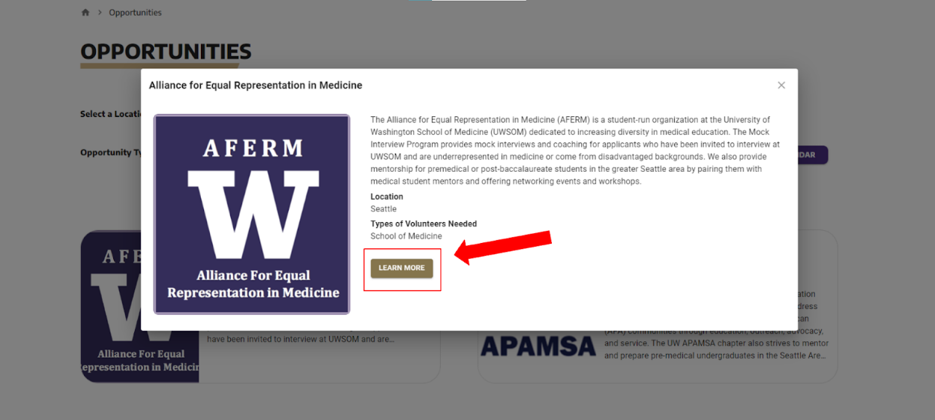 Opportunities
OPPORTUNITIES
Alliance for Equal Representation in Medicine
Select a Locati
Opportunity Ty
DAR
AFERM
W
Alliance For Equal
Representation in Medicine
The Alliance for Equal Representation in Medicine (AFERM) is a student-run organization at the University of
Washington School of Medicine (UWSOM) dedicated to increasing diversity in medical education. The Mock
Interview Program provides mock interviews and coaching for applicants who have been invited to interview at
UWSOM and are underrepresented in medicine or come from disadvantaged backgrounds. We also provide
mentorship for premedical or post-baccalaureate students in the greater Seattle area by pairing them with
medical student mentors and offering networking events and workshops.
Location
Seattle
Types of Volunteers Needed
School of Medicine
LEARN MORE
AFE
Alliance For Equal
epresentation in Medicin
have been invited to interview at UWSOM and are...
APAMSA
ation
dress
can
(APA) communities through education, outreach, advocacy,
and service. The UW APAMSA chapter also strives to mentor
and prepare pre-medical undergraduates in the Seattle Are...